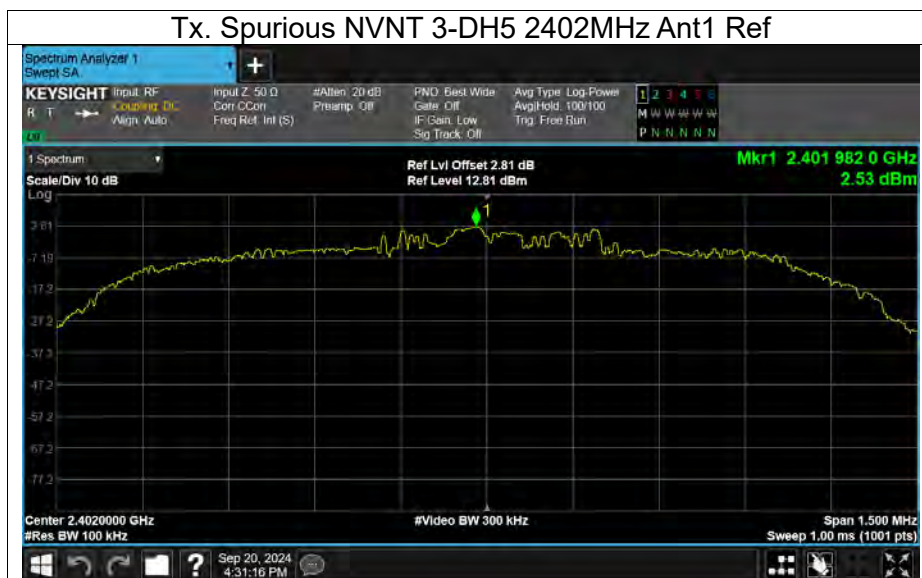 Tx. Spurious NVNT 3-DH5 2402MHz Ant1 Ref
Spectrum Analyzer 1
Swept SA
+
KEYSIGHT Input: RF Input Z: 50 Ω #Atten: 20 dB PNO: Best Wide Avg Type: Log-Power 1 2 3 4 5 6
R T Coupling: DC Corr CCorr Preamp: Off Gate: Off Avg|Hold: 100/100 M W W W W W
Align: Auto Freq Ref: Int (S) IF Gain: Low Trig: Free Run
Sig Track: Off P N N N N N
1 Spectrum Ref Lvl Offset 2.81 dB Mkr1 2.401 982 0 GHz
Scale/Div 10 dB Ref Level 12.81 dBm 2.53 dBm
Log
1
2.81
-7.19
-17.2
-27.2
-37.2
-47.2
-57.2
-67.2
-77.2
Center 2.4020000 GHz #Video BW 300 kHz Span 1.500 MHz
#Res BW 100 kHz Sweep 1.00 ms (1001 pts)
? Sep 20, 2024
4:31:16 PM